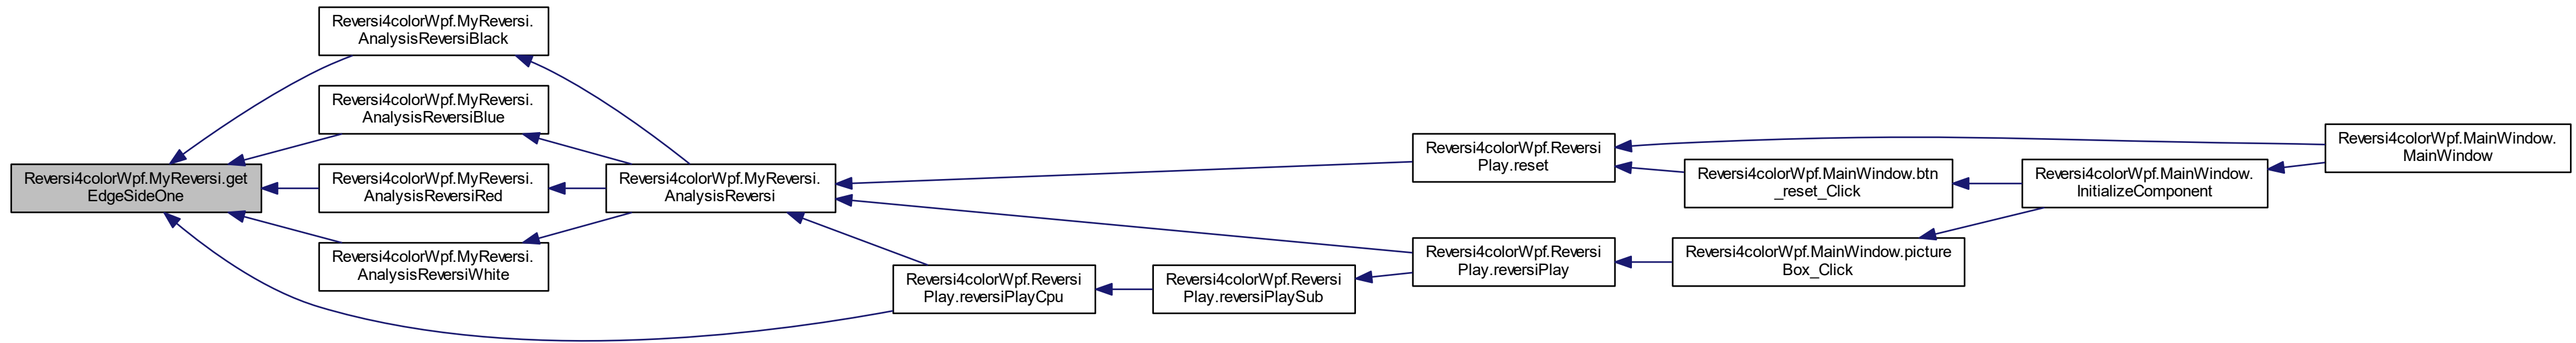 Reversi4colorWpf.MyReversi.get
EdgeSideOne
Reversi4colorWpf.MyReversi.
AnalysisReversiBlack
Reversi4colorWpf.MyReversi.
AnalysisReversiBlue
Reversi4colorWpf.MyReversi.
AnalysisReversiRed
Reversi4colorWpf.MyReversi.
AnalysisReversiWhite
Reversi4colorWpf.MyReversi.
AnalysisReversi
Reversi4colorWpf.Reversi
Play.reversiPlayCpu
Reversi4colorWpf.Reversi
Play.reversiPlaySub
Reversi4colorWpf.Reversi
Play.reset
Reversi4colorWpf.Reversi
Play.reversiPlay
Reversi4colorWpf.MainWindow.btn
_reset_Click
Reversi4colorWpf.MainWindow.picture
Box_Click
Reversi4colorWpf.MainWindow.
InitializeComponent
Reversi4colorWpf.MainWindow.
MainWindow